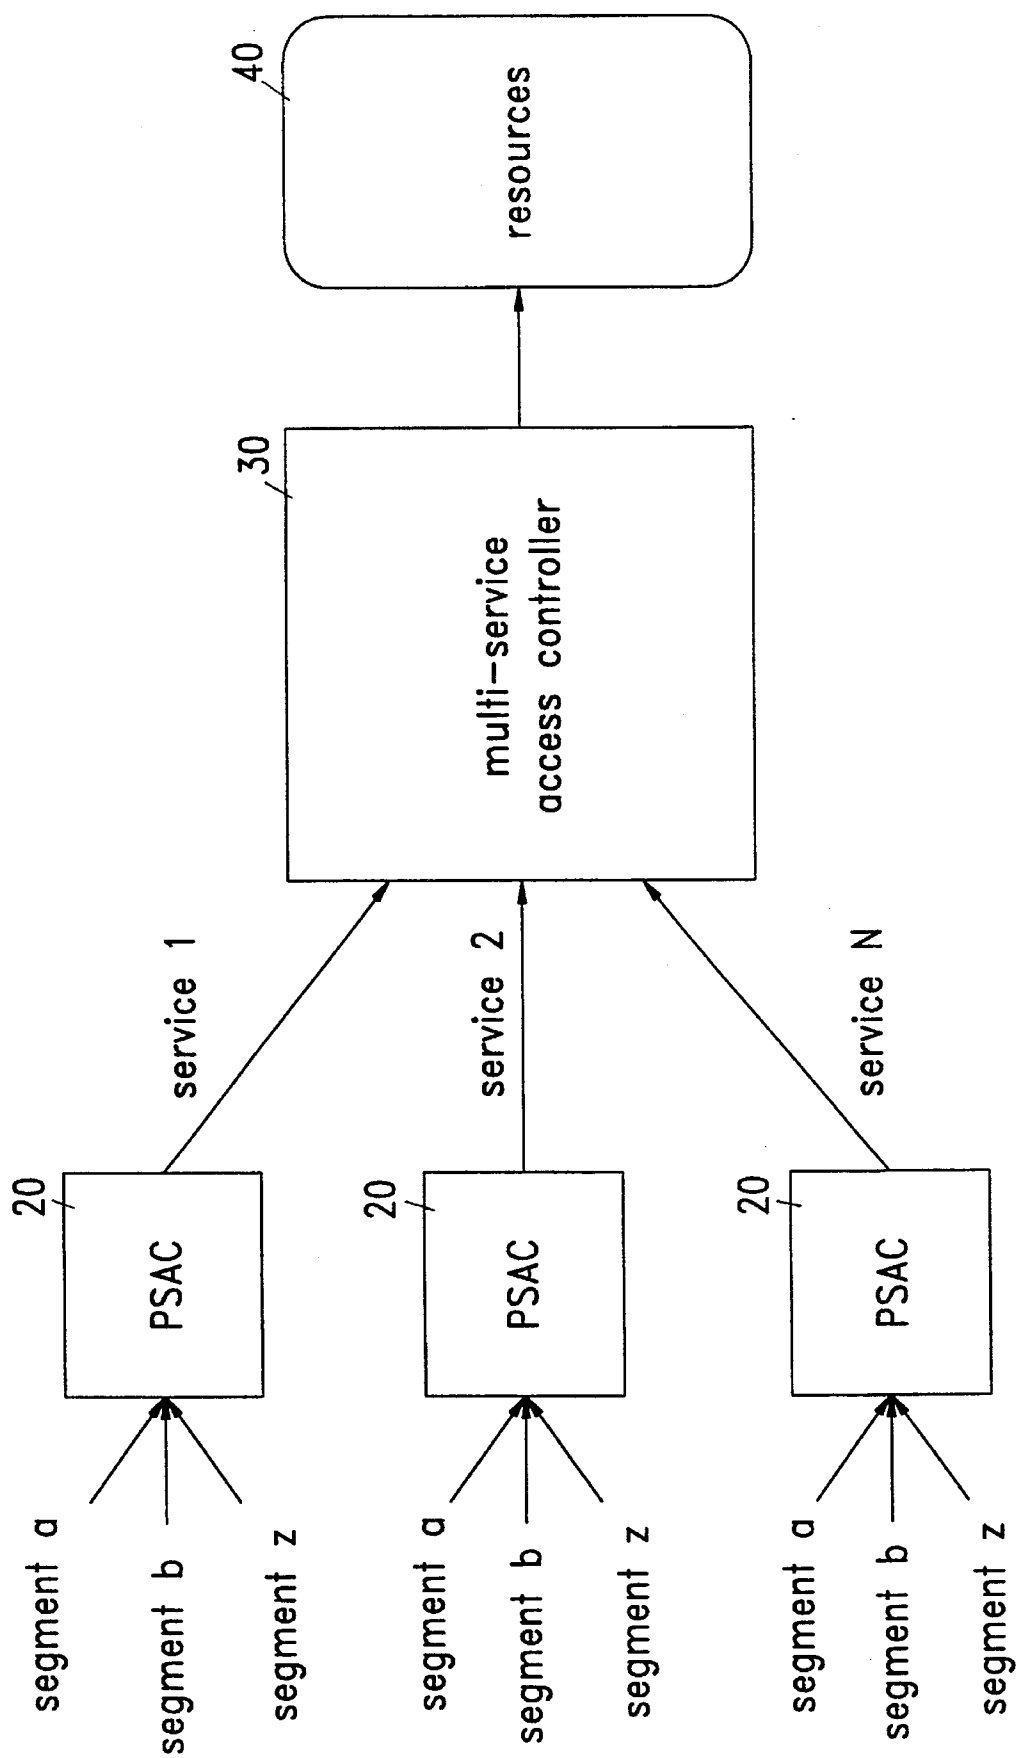 segment a
segment b
segment z
20
PSAC
service 1
segment a
segment b
segment z
20
PSAC
service 2
segment a
segment b
segment z
20
PSAC
service N
30
multi-service
access controller
40
resources